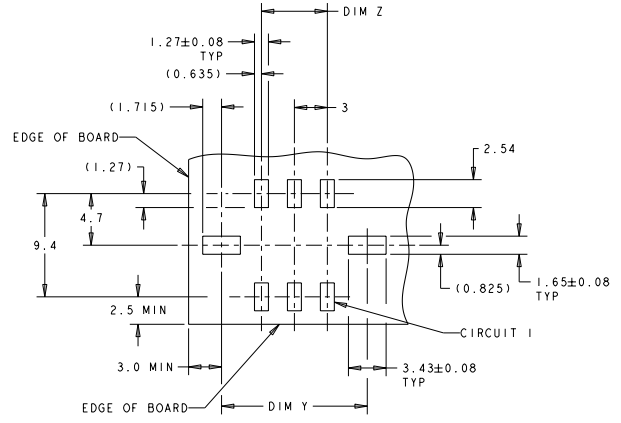 DIM Z
1.27±0.08
TYP
(0.635)
(1.715)
3
EDGE OF BOARD
2.54
(1.27)
4.7
9.4
(0.825)
1.65±0.08
TYP
2.5 MIN
CIRCUIT 1
3.0 MIN
3.43±0.08
TYP
EDGE OF BOARD
DIM Y